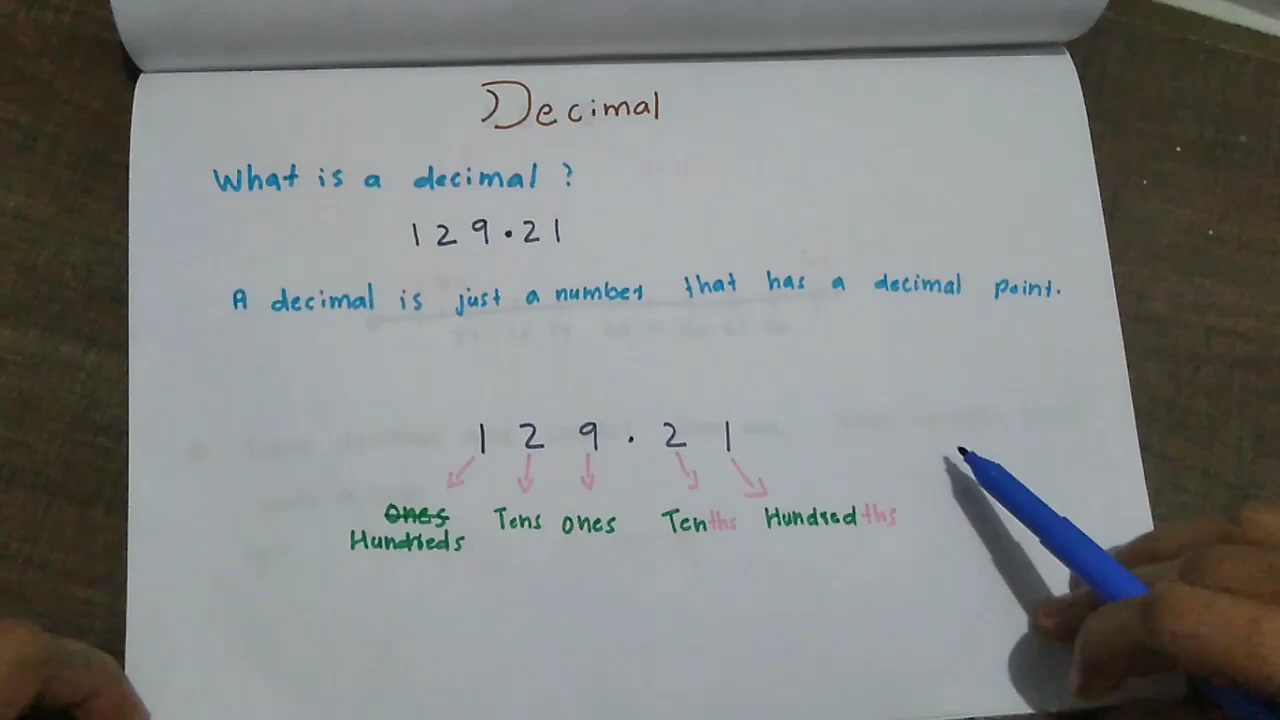 Decimal
What is a decimal ?
129.21
A decimal is just a number that has a decimal point.
1 2 9 . 2 1
Ones Tens ones Tenths Hundredths
Hundrieds